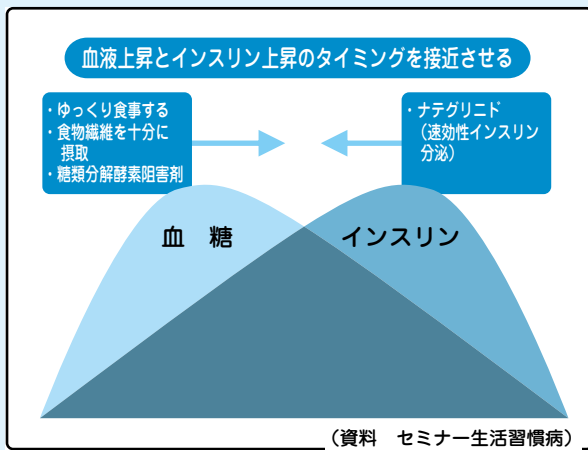 血液上昇とインスリン上昇のタイミングを接近させる
・ゆっくり食事する
・食物繊維を十分に
摂取
・糖類分解酵素阻害剤
・ナテグリニド
（速効性インスリン
分泌）
血　糖
インスリン
（資料　セミナー生活習慣病）